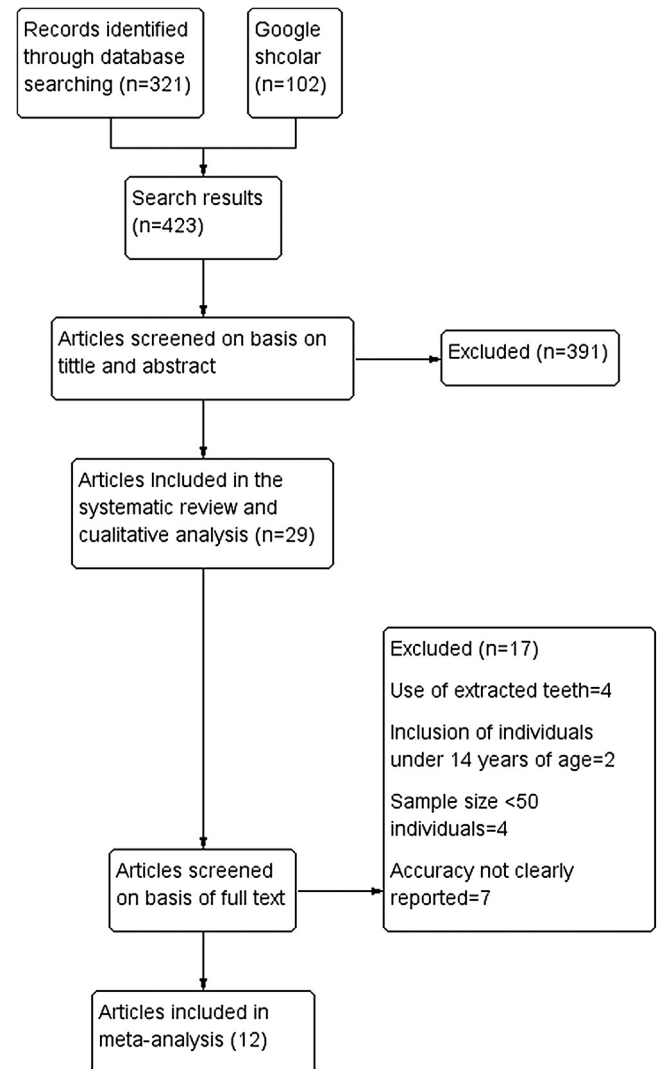 Records identified
through database
searching (n=321)
Google
shcolar
(n=102)
Search results
(n=423)
Articles screened on basis on
tittle and abstract
Excluded (n=391)
Articles Included in the
systematic review and
cualitative analysis (n=29)
Excluded (n=17)
Use of extracted teeth=4
Inclusion of individuals
under 14 years of age=2
Sample size <50
individuals=4
Accuracy not clearly
reported=7
Articles screened
on basis of full text
Articles included in
meta-analysis (12)